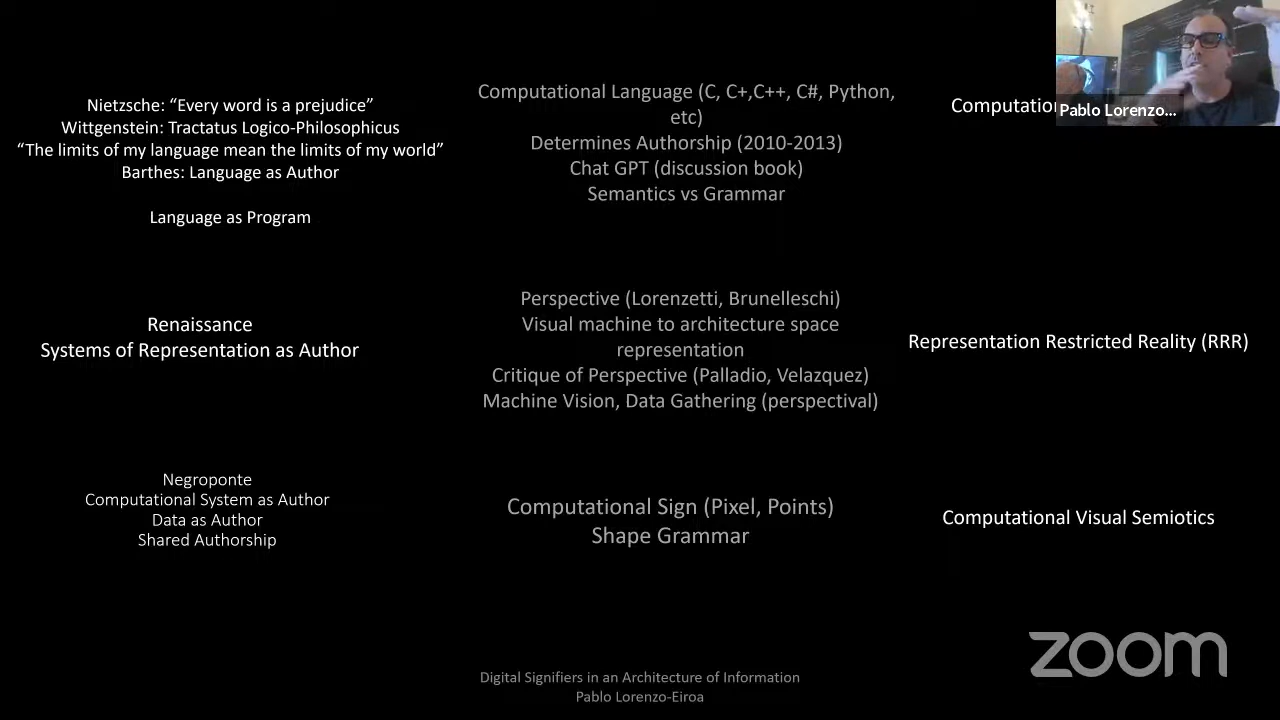 Nietzsche: “Every word is a prejudice”
Wittgenstein: Tractatus Logico-Philosophicus
“The limits of my language mean the limits of my world”
Barthes: Language as Author
Language as Program
Computational Language (C, C+,C++, C#, Python,
etc)
Determines Authorship (2010-2013)
Chat GPT (discussion book)
Semantics vs Grammar
Pablo Lorenzo...
Renaissance
Systems of Representation as Author
Perspective (Lorenzetti, Brunelleschi)
Visual machine to architecture space
representation
Critique of Perspective (Palladio, Velazquez)
Machine Vision, Data Gathering (perspectival)
Representation Restricted Reality (RRR)
Negroponte
Computational System as Author
Data as Author
Shared Authorship
Computational Sign (Pixel, Points)
Shape Grammar
Computational Visual Semiotics
zoom
Digital Signifiers in an Architecture of Information
Pablo Lorenzo-Eiroa